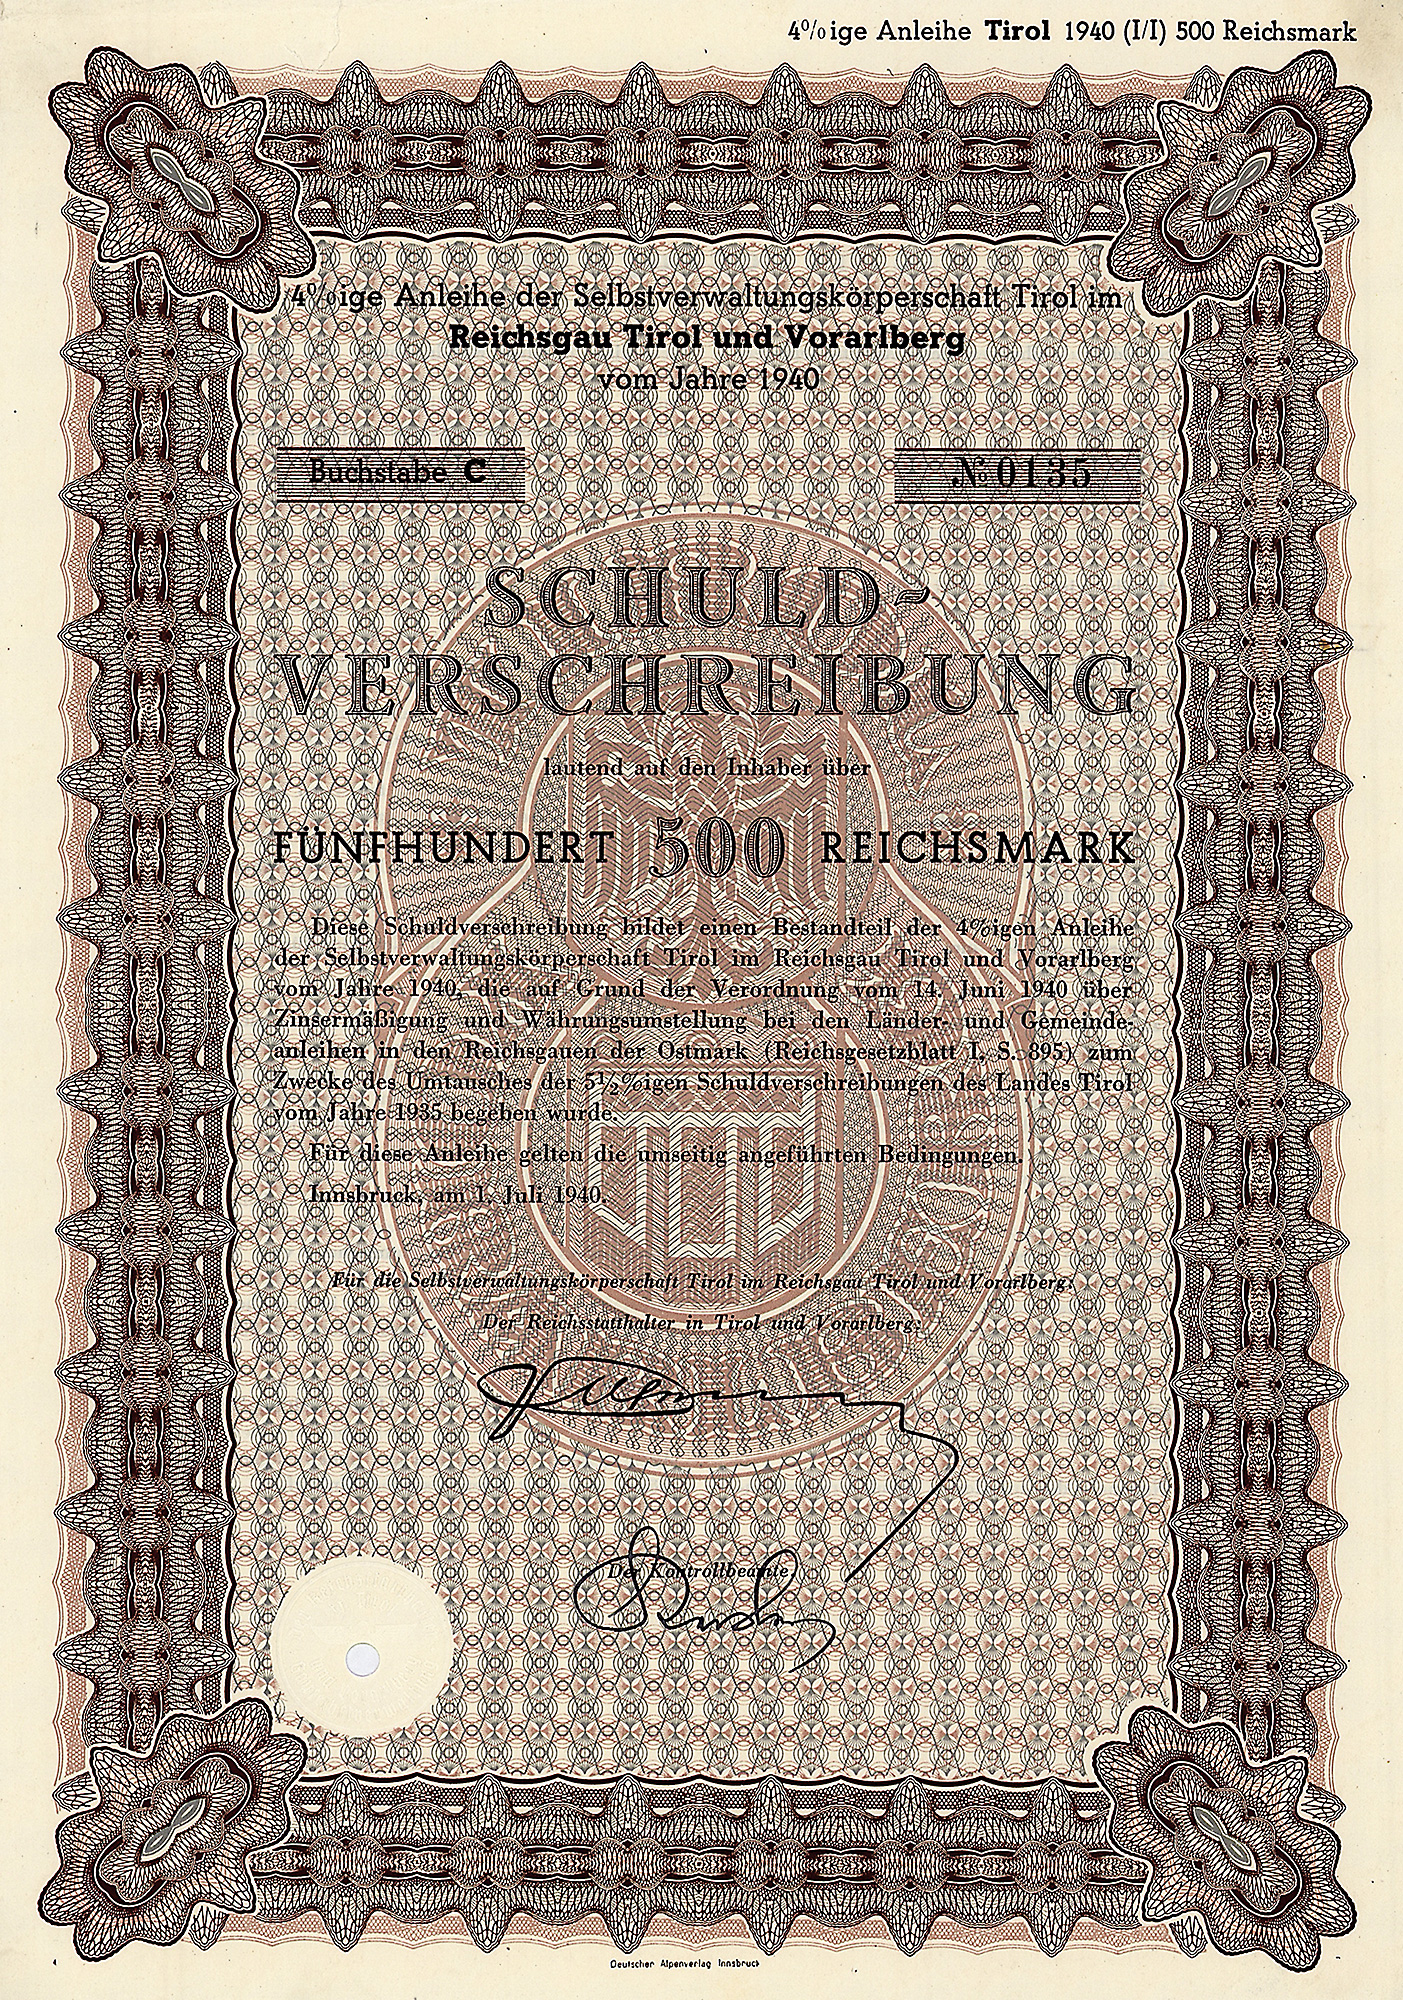 4%ige Anleihe Tirol 1940 (I/I) 500 Reichsmark
4%ige Anleihe der Selbstverwaltungskörperschaft Tirol im
Reichsgau Tirol und Vorarlberg
vom Jahre 1940
Buchstabe C
№ 0135
SCHULD-
VERSCHREIBUNG
lautend auf den Inhaber über
FÜNFHUNDERT 500 REICHSMARK
Diese Schuldverschreibung bildet einen Bestandteil der 4%igen Anleihe
der Selbstverwaltungskörperschaft Tirol im Reichsgau Tirol und Vorarlberg
vom Jahre 1940, die auf Grund der Verordnung vom 14. Juni 1940 über
Zinsermäßigung und Währungsumstellung bei den Länder- und Gemeinde-
anleihen in den Reichsgauen der Ostmark (Reichsgesetzblatt I, S. 895) zum
Zwecke des Umtausches der 5½%igen Schuldverschreibungen des Landes Tirol
vom Jahre 1935 begeben wurde.
Für diese Anleihe gelten die umseitig angeführten Bedingungen.
Innsbruck, am 1. Juli 1940.
Für die Selbstverwaltungskörperschaft Tirol im Reichsgau Tirol und Vorarlberg:
Der Reichsstatthalter in Tirol und Vorarlberg:
Der Kontrollbeamte:
Deutscher Alpenverlag Innsbruck